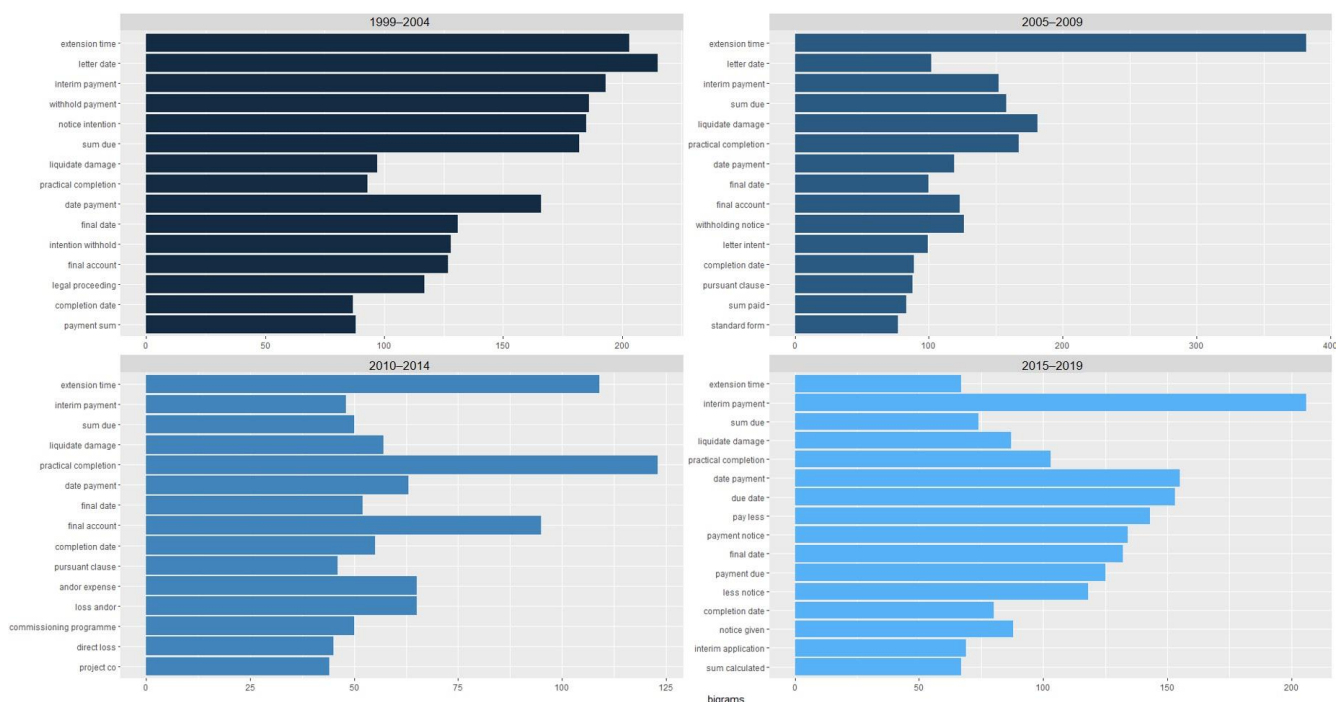 1999–2004
extension time
letter date
interim payment
withhold payment
notice intention
sum due
liquidate damage
practical completion
date payment
final date
intention withhold
final account
legal proceeding
completion date
payment sum
0 50 100 150 200
2005–2009
extension time
letter date
interim payment
sum due
liquidate damage
practical completion
date payment
final date
final account
withholding notice
letter intent
completion date
pursuant clause
sum paid
standard form
0 100 200 300 400
2010–2014
extension time
interim payment
sum due
liquidate damage
practical completion
date payment
final date
final account
completion date
pursuant clause
andor expense
loss andor
commissioning programme
direct loss
project co
0 25 50 75 100 125
2015–2019
extension time
interim payment
sum due
liquidate damage
practical completion
date payment
due date
pay less
payment notice
final date
payment due
less notice
completion date
notice given
interim application
sum calculated
0 50 100 150 200
bigrams